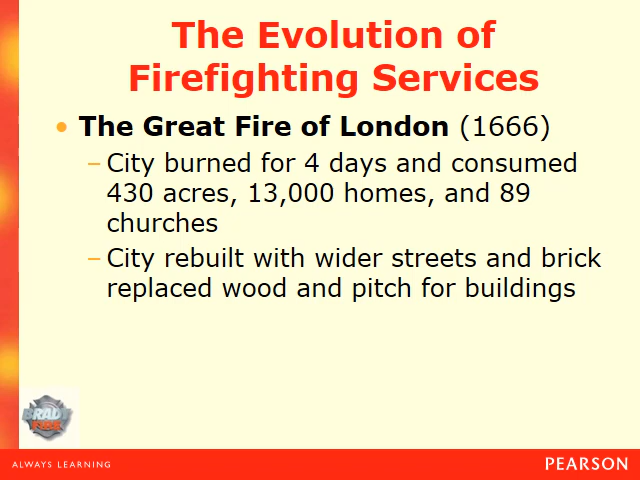 The Evolution of
Firefighting Services
• The Great Fire of London (1666)
– City burned for 4 days and consumed
430 acres, 13,000 homes, and 89
churches
– City rebuilt with wider streets and brick
replaced wood and pitch for buildings
BRADY
FIRE
ALWAYS LEARNING
PEARSON